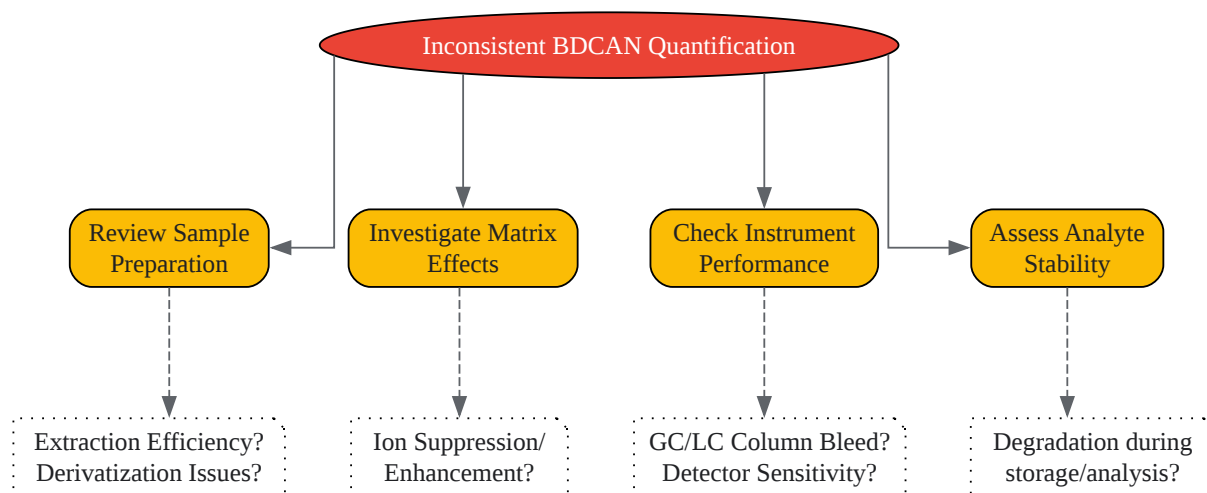 Inconsistent BDCAN Quantification
Review Sample
Preparation
Investigate Matrix
Effects
Check Instrument
Performance
Assess Analyte
Stability
Extraction Efficiency?
Derivatization Issues?
Ion Suppression/
Enhancement?
GC/LC Column Bleed?
Detector Sensitivity?
Degradation during
storage/analysis?